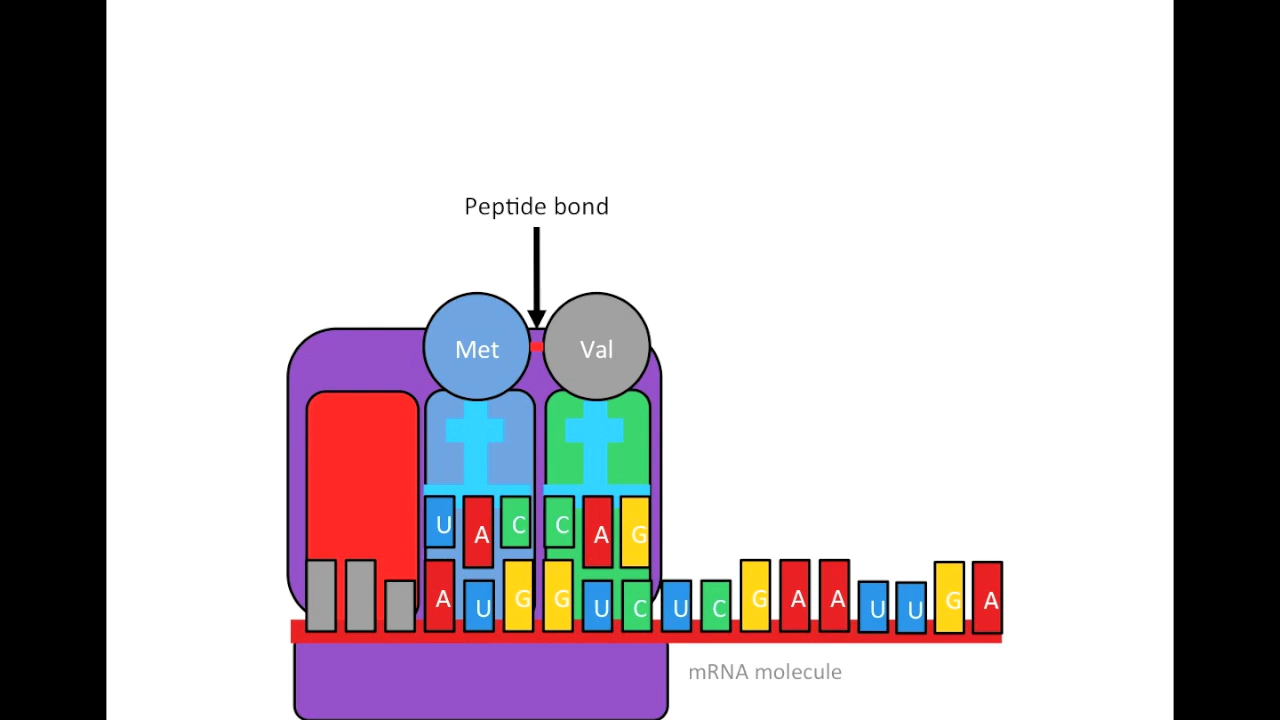 Peptide bond
Met Val
U A C C A G
A U G G U C U C G A A U U G A
mRNA molecule